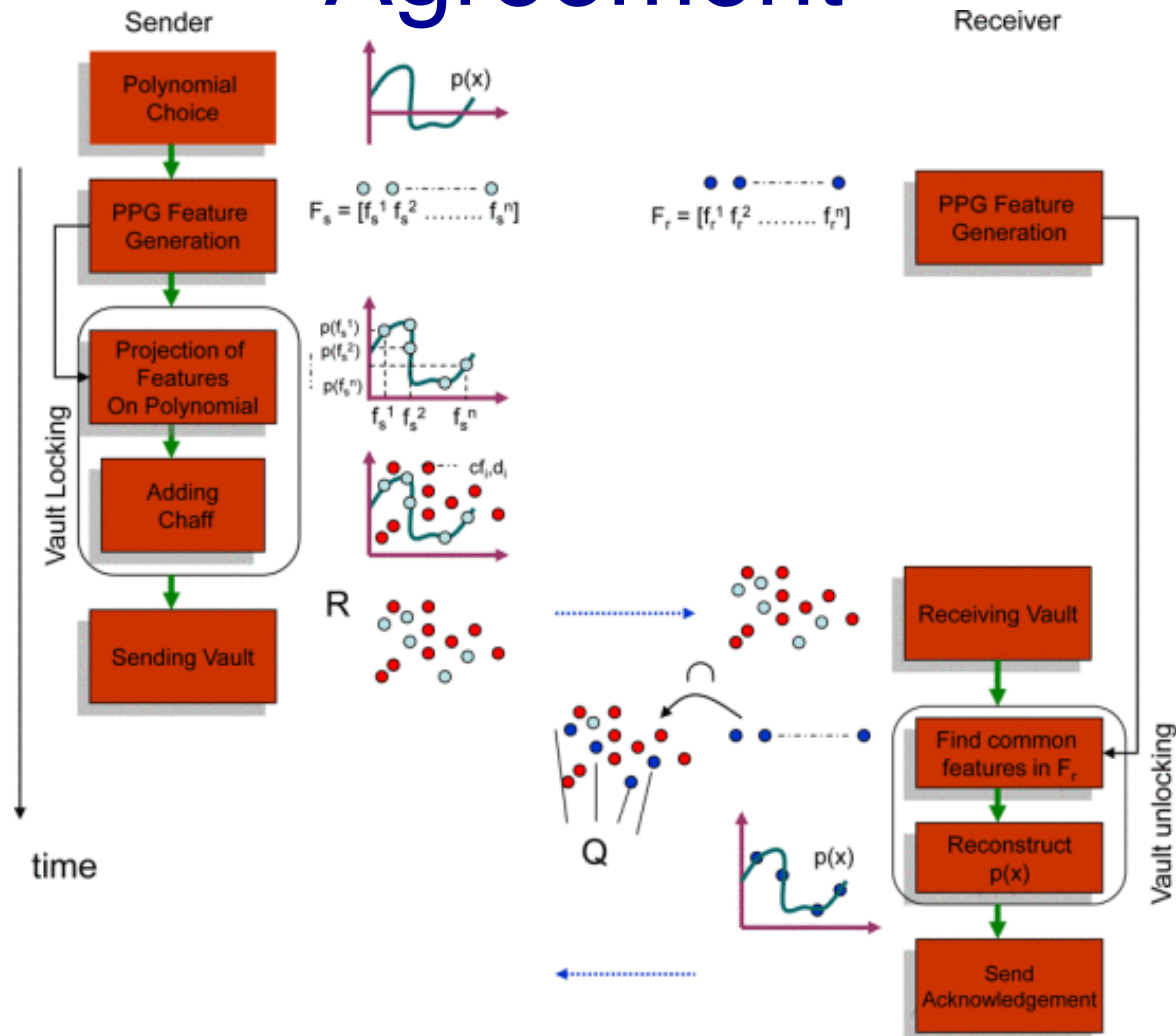 Agreement
Sender
Receiver
Polynomial
Choice
p(x)
PPG Feature
Generation
F_s = [f_s^1 f_s^2 ........ f_s^n]
F_r = [f_r^1 f_r^2 ........ f_r^n]
PPG Feature
Generation
Vault Locking
Projection of
Features
On Polynomial
p(f_s^1)
p(f_s^2)
p(f_s^n)
f_s^1 f_s^2 f_s^n
Adding
Chaff
cf_i,d_i
Sending Vault
R
Receiving Vault
∩
Find common
features in F_r
Q
Reconstruct
p(x)
p(x)
Vault unlocking
time
Send
Acknowledgement